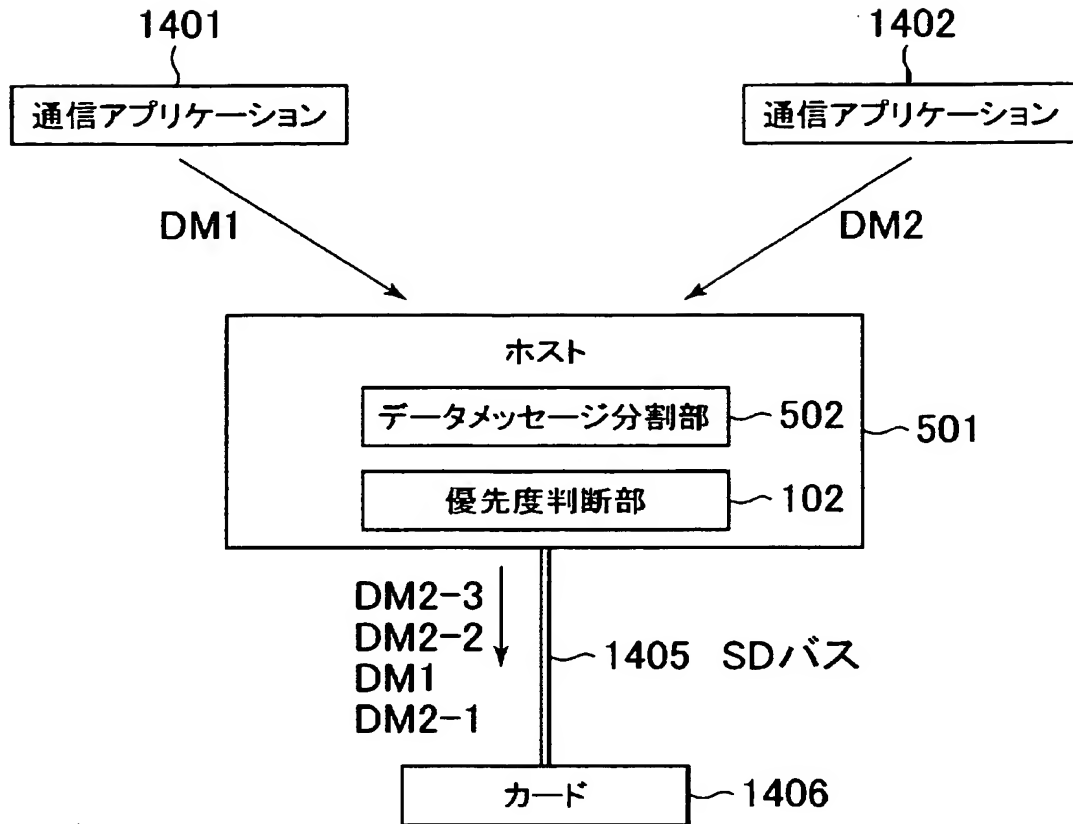 1401
1402
通信アプリケーション
通信アプリケーション
DM1
DM2
ホスト
データメッセージ分割部
502
501
優先度判断部
102
DM2-3
DM2-2
DM1
DM2-1
1405 SDバス
カード
1406